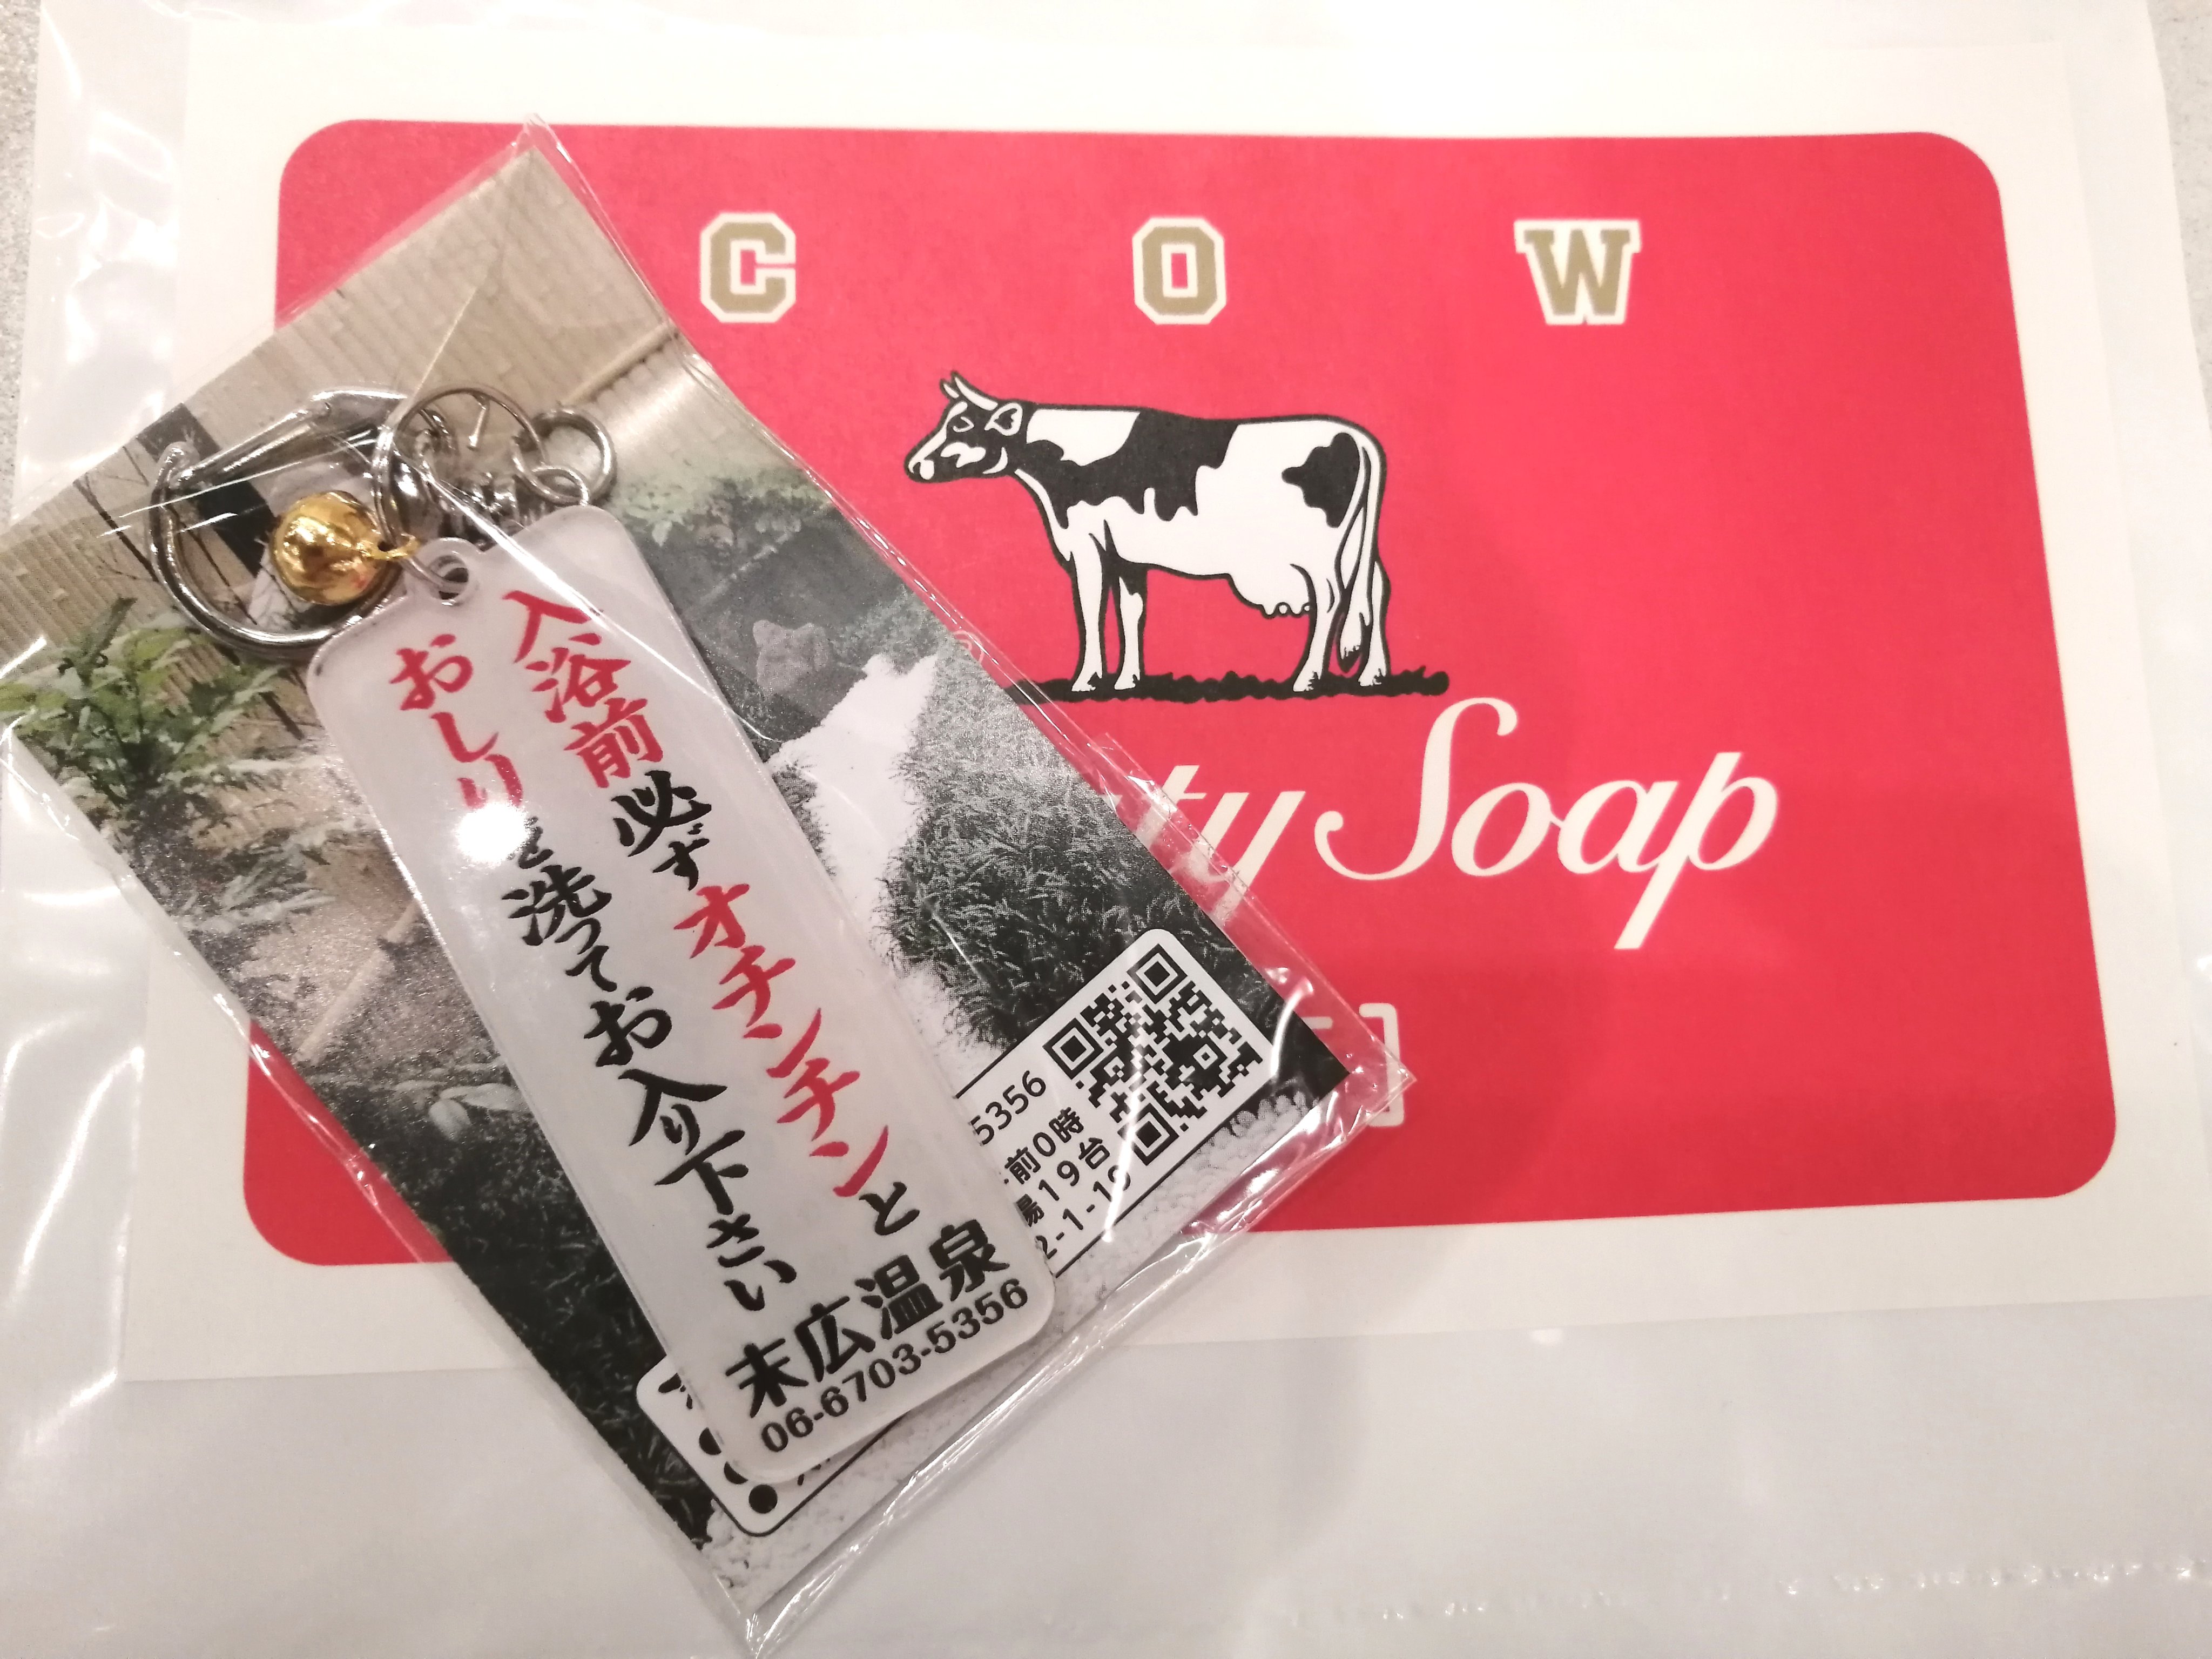 C O W
Soap
入浴前必ずオチンチンと
おしりを洗ってお入り下さい
末広温泉
06-6703-5356
5356
前0時
場19台